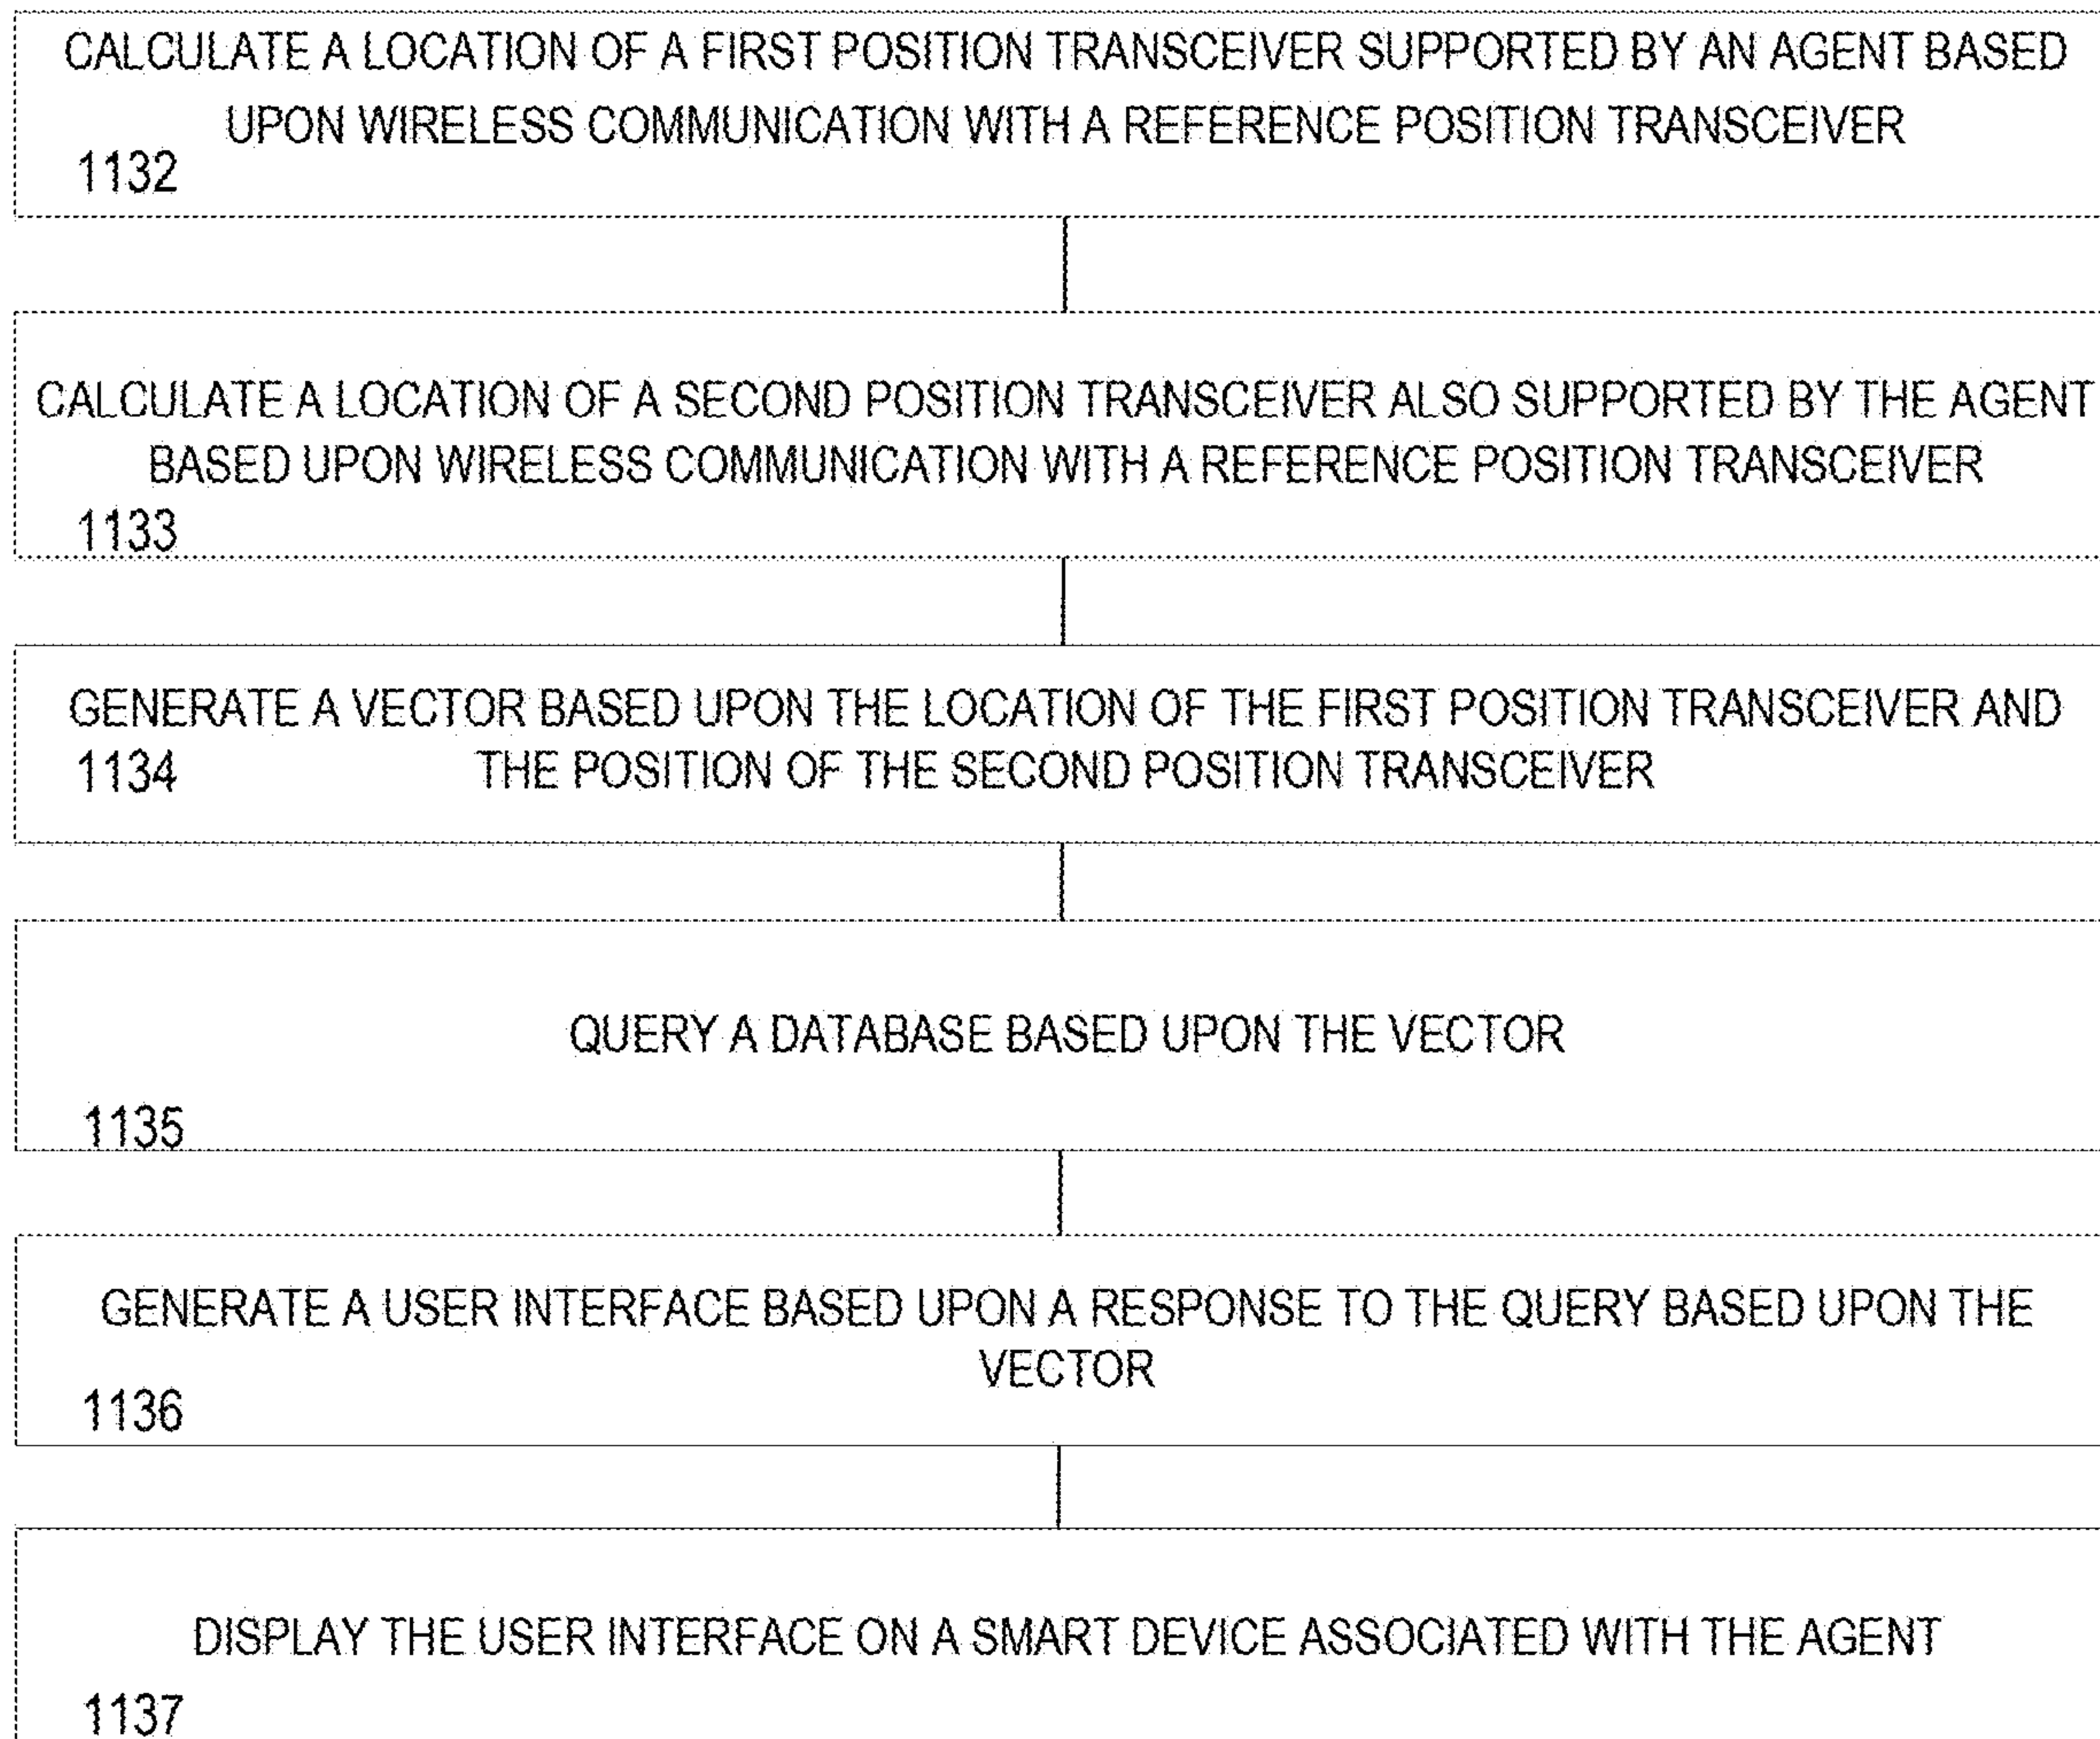 CALCULATE A LOCATION OF A FIRST POSITION TRANSCEIVER SUPPORTED BY AN AGENT BASED
UPON WIRELESS COMMUNICATION WITH A REFERENCE POSITION TRANSCEIVER
1132
CALCULATE A LOCATION OF A SECOND POSITION TRANSCEIVER ALSO SUPPORTED BY THE AGENT
BASED UPON WIRELESS COMMUNICATION WITH A REFERENCE POSITION TRANSCEIVER
1133
GENERATE A VECTOR BASED UPON THE LOCATION OF THE FIRST POSITION TRANSCEIVER AND
1134 THE POSITION OF THE SECOND POSITION TRANSCEIVER
QUERY A DATABASE BASED UPON THE VECTOR
1135
GENERATE A USER INTERFACE BASED UPON A RESPONSE TO THE QUERY BASED UPON THE
VECTOR
1136
DISPLAY THE USER INTERFACE ON A SMART DEVICE ASSOCIATED WITH THE AGENT
1137